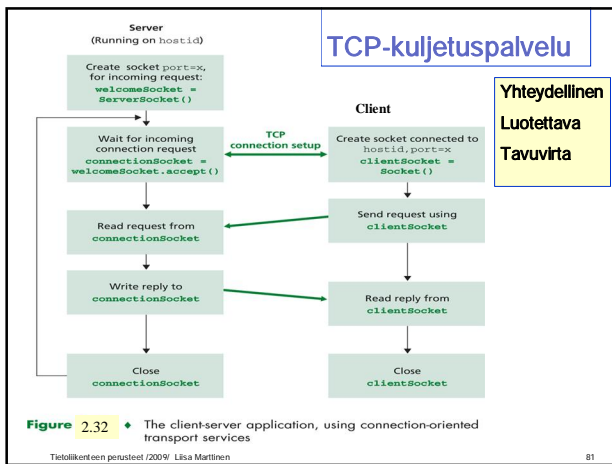 Server
(Running on hostid)
TCP-kuljetuspalvelu
Create socket port=x,
for incoming request:
welcomeSocket =
ServerSocket()
Yhteydellinen
Luotettava
Tavuvirta
Client
Wait for incoming
connection request
connectionSocket =
welcomeSocket.accept()
TCP
connection setup
Create socket connected to
hostid,port=x
clientSocket =
Socket()
Read request from
connectionSocket
Send request using
clientSocket
Write reply to
connectionSocket
Read reply from
clientSocket
Close
connectionSocket
Close
clientSocket
Figure 2.32 ♦ The client-server application, using connection-oriented
transport services
Tietoliikenteen perusteet /2009/ Liisa Marttinen
81